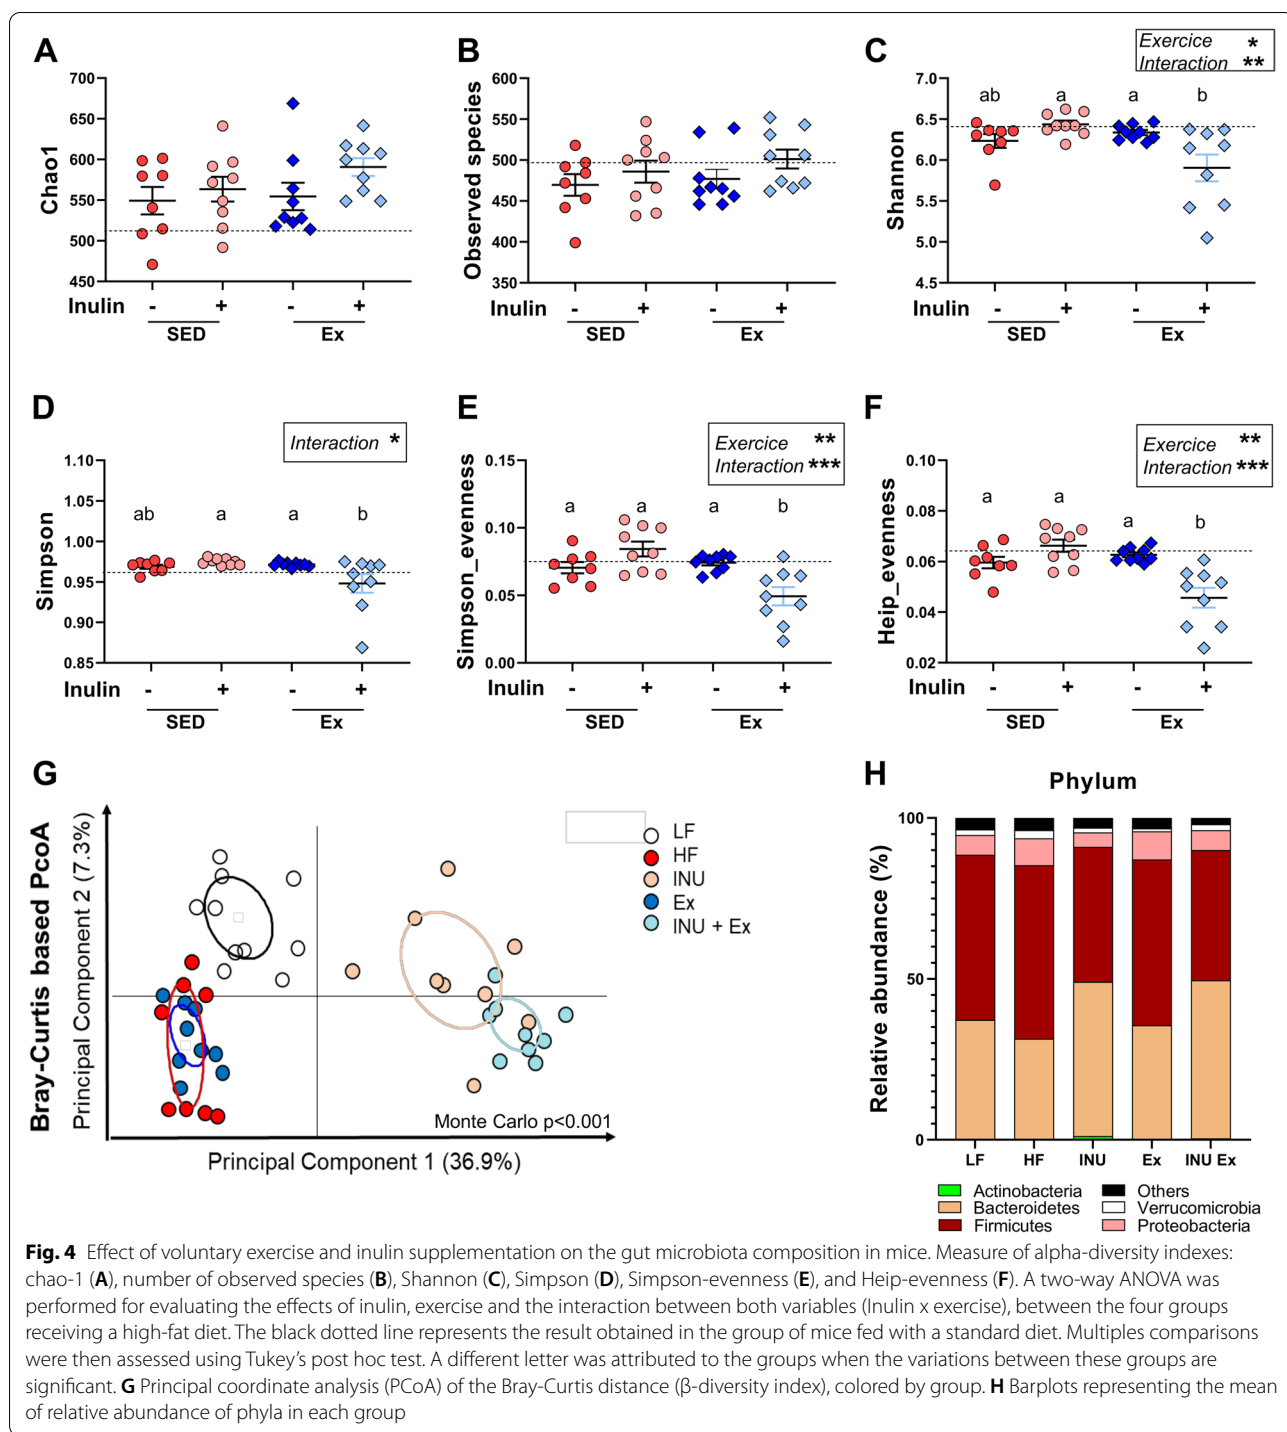 A
Chao1
700
650
600
550
500
450
Inulin - + - +
SED Ex
B
Observed species
600
550
500
450
400
350
Inulin - + - +
SED Ex
C
Exercice *
Interaction **
Shannon
7.0
6.5
6.0
5.5
5.0
4.5
ab a a b
Inulin - + - +
SED Ex
D
Interaction *
Simpson
1.10
1.05
1.00
0.95
0.90
0.85
ab a a b
Inulin - + - +
SED Ex
E
Exercice **
Interaction ***
Simpson_evenness
0.15
0.10
0.05
0.00
a a a b
Inulin - + - +
SED Ex
F
Exercice **
Interaction ***
Heip_evenness
0.10
0.08
0.06
0.04
0.02
a a a b
Inulin - + - +
SED Ex
G
Bray-Curtis based PcoA
Principal Component 2 (7.3%)
LF
HF
INU
Ex
INU + Ex
Monte Carlo p<0.001
Principal Component 1 (36.9%)
H
Phylum
Relative abundance (%)
100
50
0
LF HF INU Ex INU Ex
Actinobacteria Others
Bacteroidetes Verrucomicrobia
Firmicutes Proteobacteria
Fig. 4 Effect of voluntary exercise and inulin supplementation on the gut microbiota composition in mice. Measure of alpha-diversity indexes:
chao-1 (A), number of observed species (B), Shannon (C), Simpson (D), Simpson-evenness (E), and Heip-evenness (F). A two-way ANOVA was
performed for evaluating the effects of inulin, exercise and the interaction between both variables (Inulin x exercise), between the four groups
receiving a high-fat diet. The black dotted line represents the result obtained in the group of mice fed with a standard diet. Multiples comparisons
were then assessed using Tukey's post hoc test. A different letter was attributed to the groups when the variations between these groups are
significant. G Principal coordinate analysis (PCoA) of the Bray-Curtis distance (β-diversity index), colored by group. H Barplots representing the mean
of relative abundance of phyla in each group